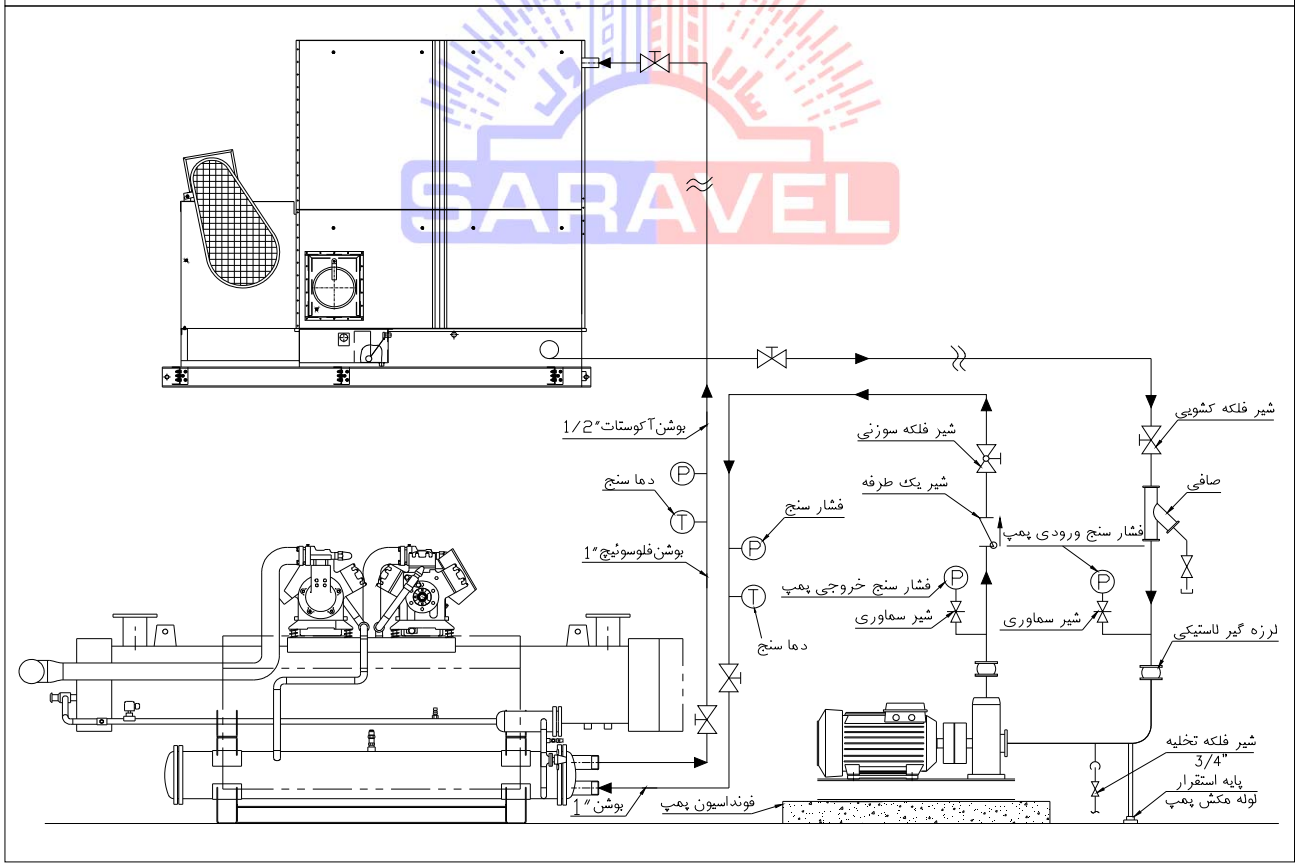 ساراول
SARAVEL
بوشن آکوستات "1/2
شیر فلکه کشویی
شیر فلکه سوزنی
P
دما سنج
شیر یک طرفه
صافی
T
فشار سنج
فشار سنج ورودی پمپ
بوشن فلوسوئیچ "1
P
فشار سنج خروجی پمپ
P
P
T
شیر سماوری
شیر سماوری
لرزه گیر لاستیکی
دما سنج
شیر فلکه تخلیه
3/4"
پایه استقرار
لوله مکش پمپ
بوشن "1
فونداسیون پمپ